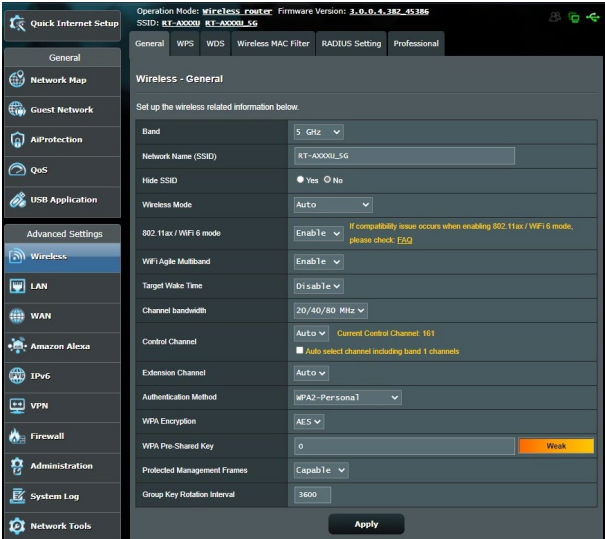 Quick Internet Setup
General
Network Map
Guest Network
AiProtection
QoS
USB Application
Advanced Settings
Wireless
LAN
WAN
Amazon Alexa
IPv6
VPN
Firewall
Administration
System Log
Network Tools
Operation Mode: Wireless router Firmware Version: 3.0.0.4.382_45386
SSID: RT-AXXXU RT-AXXXU_5G
General WPS WDS Wireless MAC Filter RADIUS Setting Professional
Wireless - General
Set up the wireless related information below.
Band 5 GHz
Network Name (SSID) RT-AXXXU_5G
Hide SSID Yes No
Wireless Mode Auto
802.11ax / WiFi 6 mode Enable If compatibility issue occurs when enabling 802.11ax / WiFi 6 mode,
please check: FAQ
WiFi Agile Multiband Enable
Target Wake Time Disable
Channel bandwidth 20/40/80 MHz
Control Channel Auto Current Control Channel: 161
Auto select channel including band 1 channels
Extension Channel Auto
Authentication Method WPA2-Personal
WPA Encryption AES
WPA Pre-Shared Key 0 Weak
Protected Management Frames Capable
Group Key Rotation Interval 3600
Apply